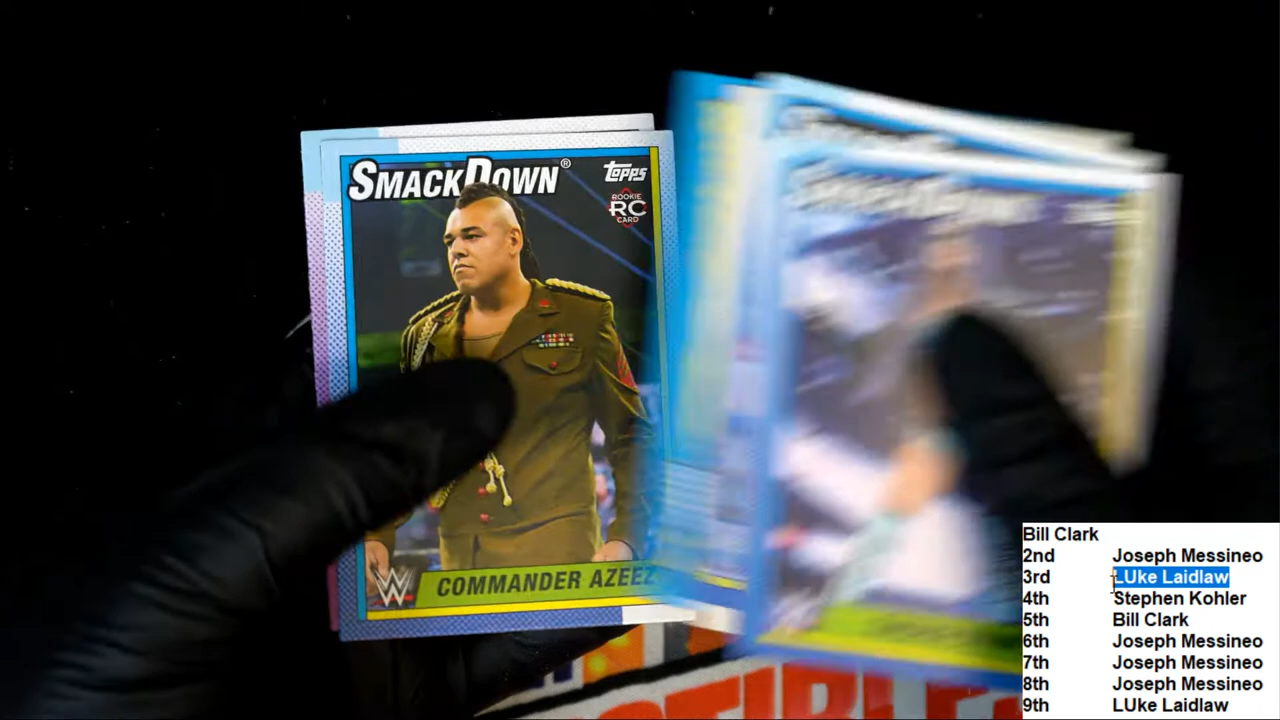 SMACKDOWN®
TOPPS
ROOKIE
RC
CARD
W
COMMANDER AZEEZ
Bill Clark
2nd Joseph Messineo
3rd LUke Laidlaw
4th Stephen Kohler
5th Bill Clark
6th Joseph Messineo
7th Joseph Messineo
8th Joseph Messineo
9th LUke Laidlaw